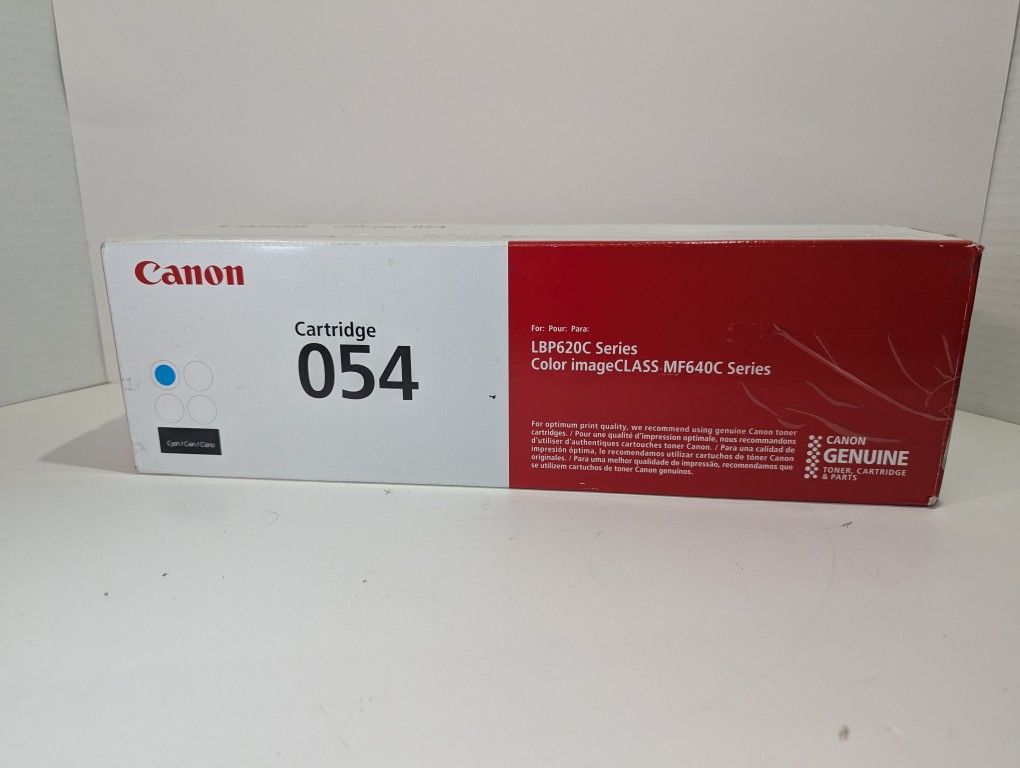 Canon
Cartridge
054
Cyan / Cian / Ciano
For: Pour: Para:
LBP620C Series
Color imageCLASS MF640C Series
For optimum print quality, we recommend using genuine Canon toner
cartridges. / Pour une qualité d'impression optimale, nous recommandons
d'utiliser d'authentiques cartouches toner Canon. / Para una calidad de
impresión óptima, le recomendamos utilizar cartuchos de tóner Canon
originales. / Para uma melhor qualidade de impressão, recomendamos que
se utilizem cartuchos de toner Canon genuínos.
CANON
GENUINE
TONER, CARTRIDGE
& PARTS